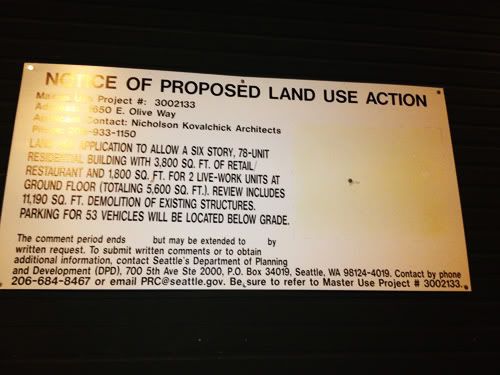 NOTICE OF PROPOSED LAND USE ACTION
Master Use Project #: 3002133
1650 E. Olive Way
Contact: Nicholson Kovalchick Architects
206-933-1150
LAND USE APPLICATION TO ALLOW A SIX STORY, 78-UNIT
RESIDENTIAL BUILDING WITH 3,800 SQ. FT. OF RETAIL/
RESTAURANT AND 1,800 SQ. FT. FOR 2 LIVE-WORK UNITS AT
GROUND FLOOR (TOTALING 5,600 SQ. FT.). REVIEW INCLUDES
11,190 SQ. FT. DEMOLITION OF EXISTING STRUCTURES.
PARKING FOR 53 VEHICLES WILL BE LOCATED BELOW GRADE.
The comment period ends but may be extended to by
written request. To submit written comments or to obtain
additional information, contact Seattle's Department of Planning
and Development (DPD), 700 5th Ave Ste 2000, P.O. Box 34019, Seattle, WA 98124-4019. Contact by phone
206-684-8467 or email PRC@seattle.gov. Be sure to refer to Master Use Project # 3002133.